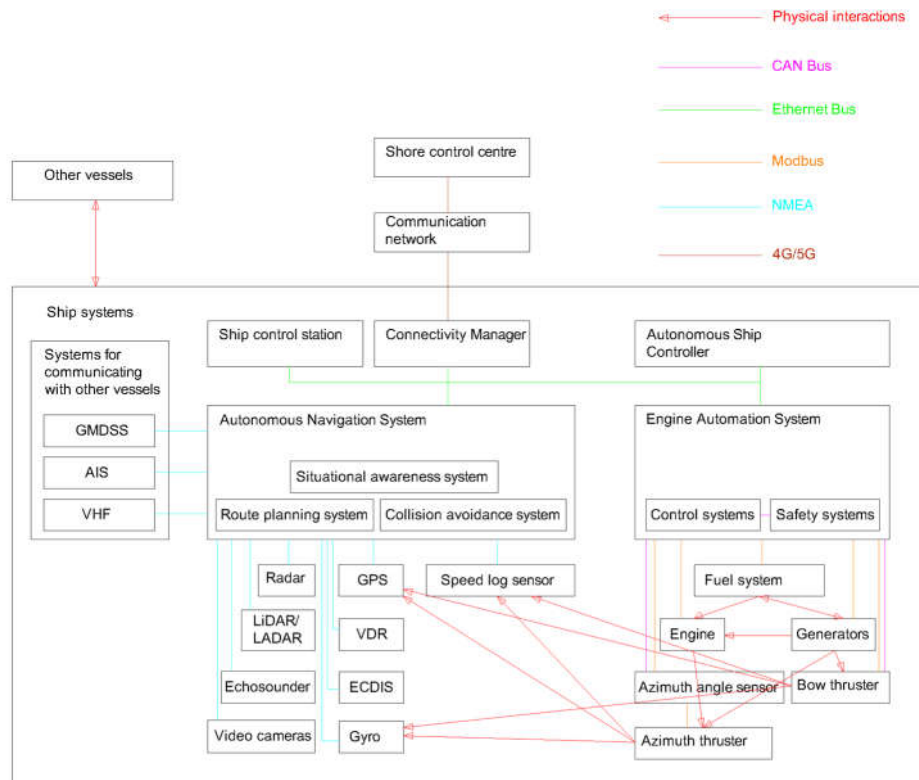 Physical interactions
CAN Bus
Ethernet Bus
Modbus
NMEA
4G/5G
Shore control centre
Other vessels
Communication
network
Ship systems
Ship control station
Connectivity Manager
Autonomous Ship
Controller
Systems for
communicating
with other vessels
GMDSS
AIS
VHF
Autonomous Navigation System
Situational awareness system
Route planning system
Collision avoidance system
Engine Automation System
Control systems
Safety systems
Radar
GPS
Speed log sensor
Fuel system
LiDAR/
LADAR
VDR
Engine
Generators
Echosounder
ECDIS
Azimuth angle sensor
Bow thruster
Video cameras
Gyro
Azimuth thruster